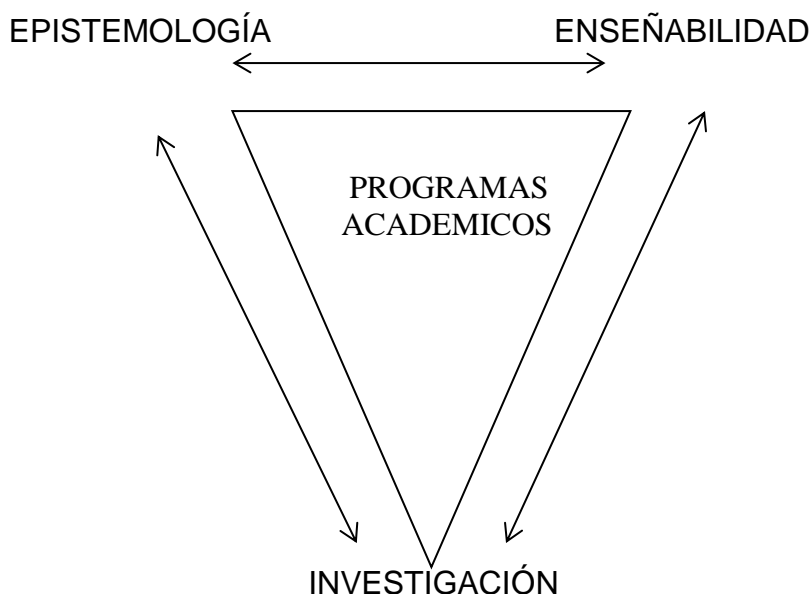 EPISTEMOLOGÍA
ENSEÑABILIDAD
PROGRAMAS
ACADEMICOS
INVESTIGACIÓN